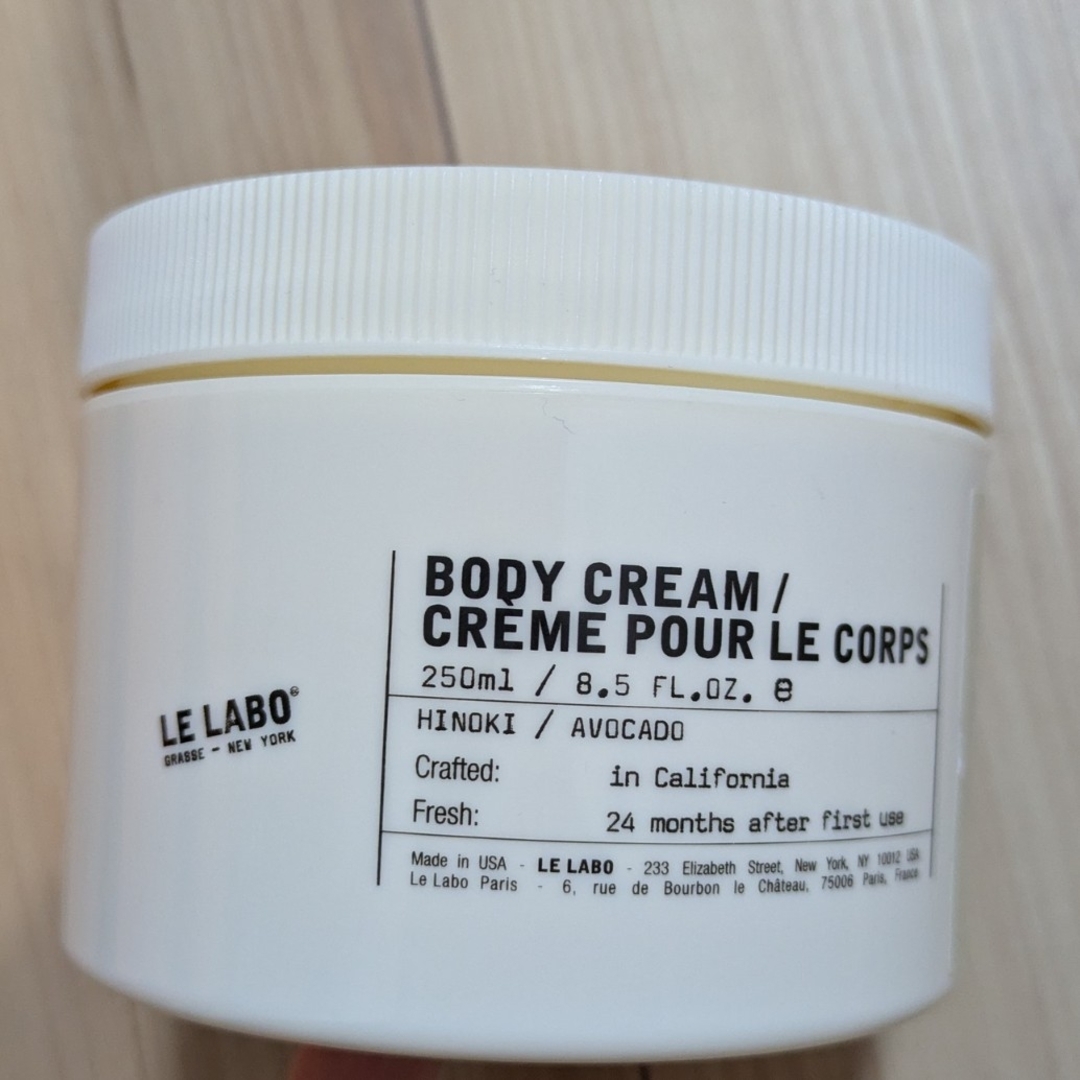 LE LABO®
GRASSE - NEW YORK
BODY CREAM /
CRÈME POUR LE CORPS
250ml / 8.5 FL.OZ. e
HINOKI / AVOCADO
Crafted: in California
Fresh: 24 months after first use
Made in USA - LE LABO - 233 Elizabeth Street, New York, NY 10012 USA
Le Labo Paris - 6, rue de Bourbon le Château, 75006 Paris, France